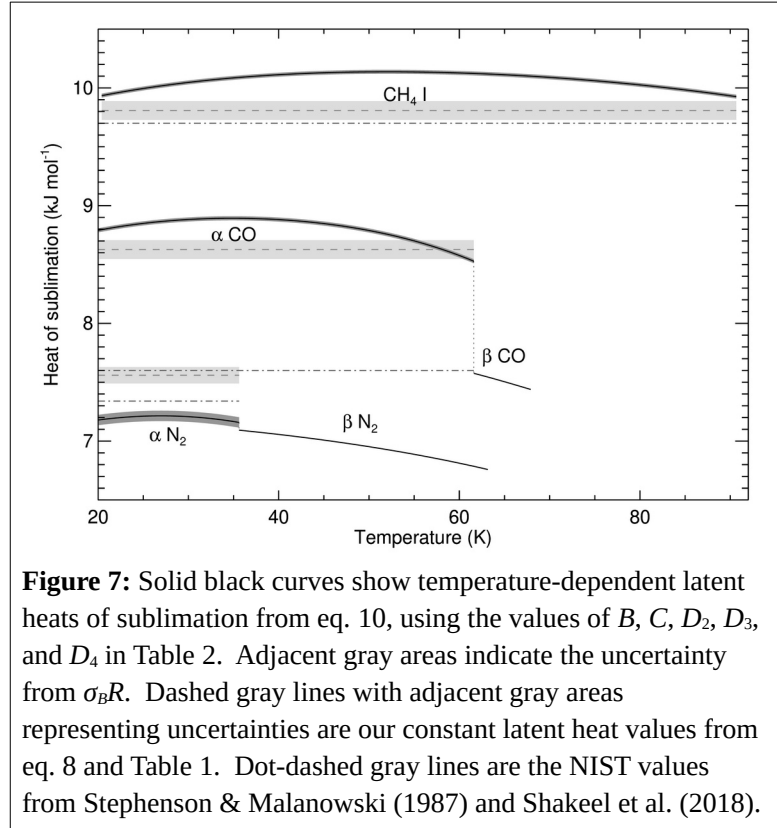 10
9
8
7
Heat of sublimation (kJ mol⁻¹)
CH₄ I
α CO
β CO
β N₂
α N₂
20 40 60 80
Temperature (K)
Figure 7: Solid black curves show temperature-dependent latent
heats of sublimation from eq. 10, using the values of B, C, D₂, D₃,
and D₄ in Table 2. Adjacent gray areas indicate the uncertainty
from σ_BR. Dashed gray lines with adjacent gray areas
representing uncertainties are our constant latent heat values from
eq. 8 and Table 1. Dot-dashed gray lines are the NIST values
from Stephenson & Malanowski (1987) and Shakeel et al. (2018).